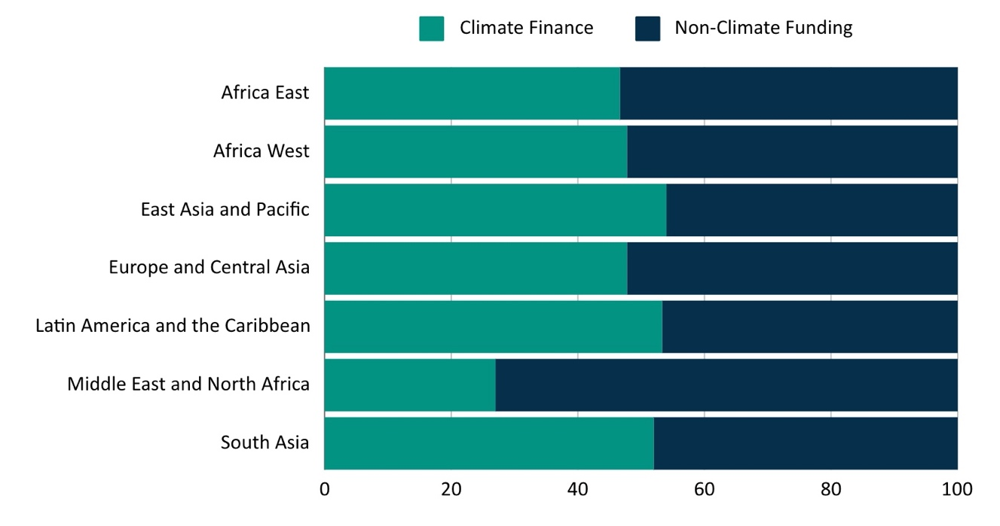 Climate Finance
Non-Climate Funding
Africa East
Africa West
East Asia and Pacific
Europe and Central Asia
Latin America and the Caribbean
Middle East and North Africa
South Asia
0 20 40 60 80 100